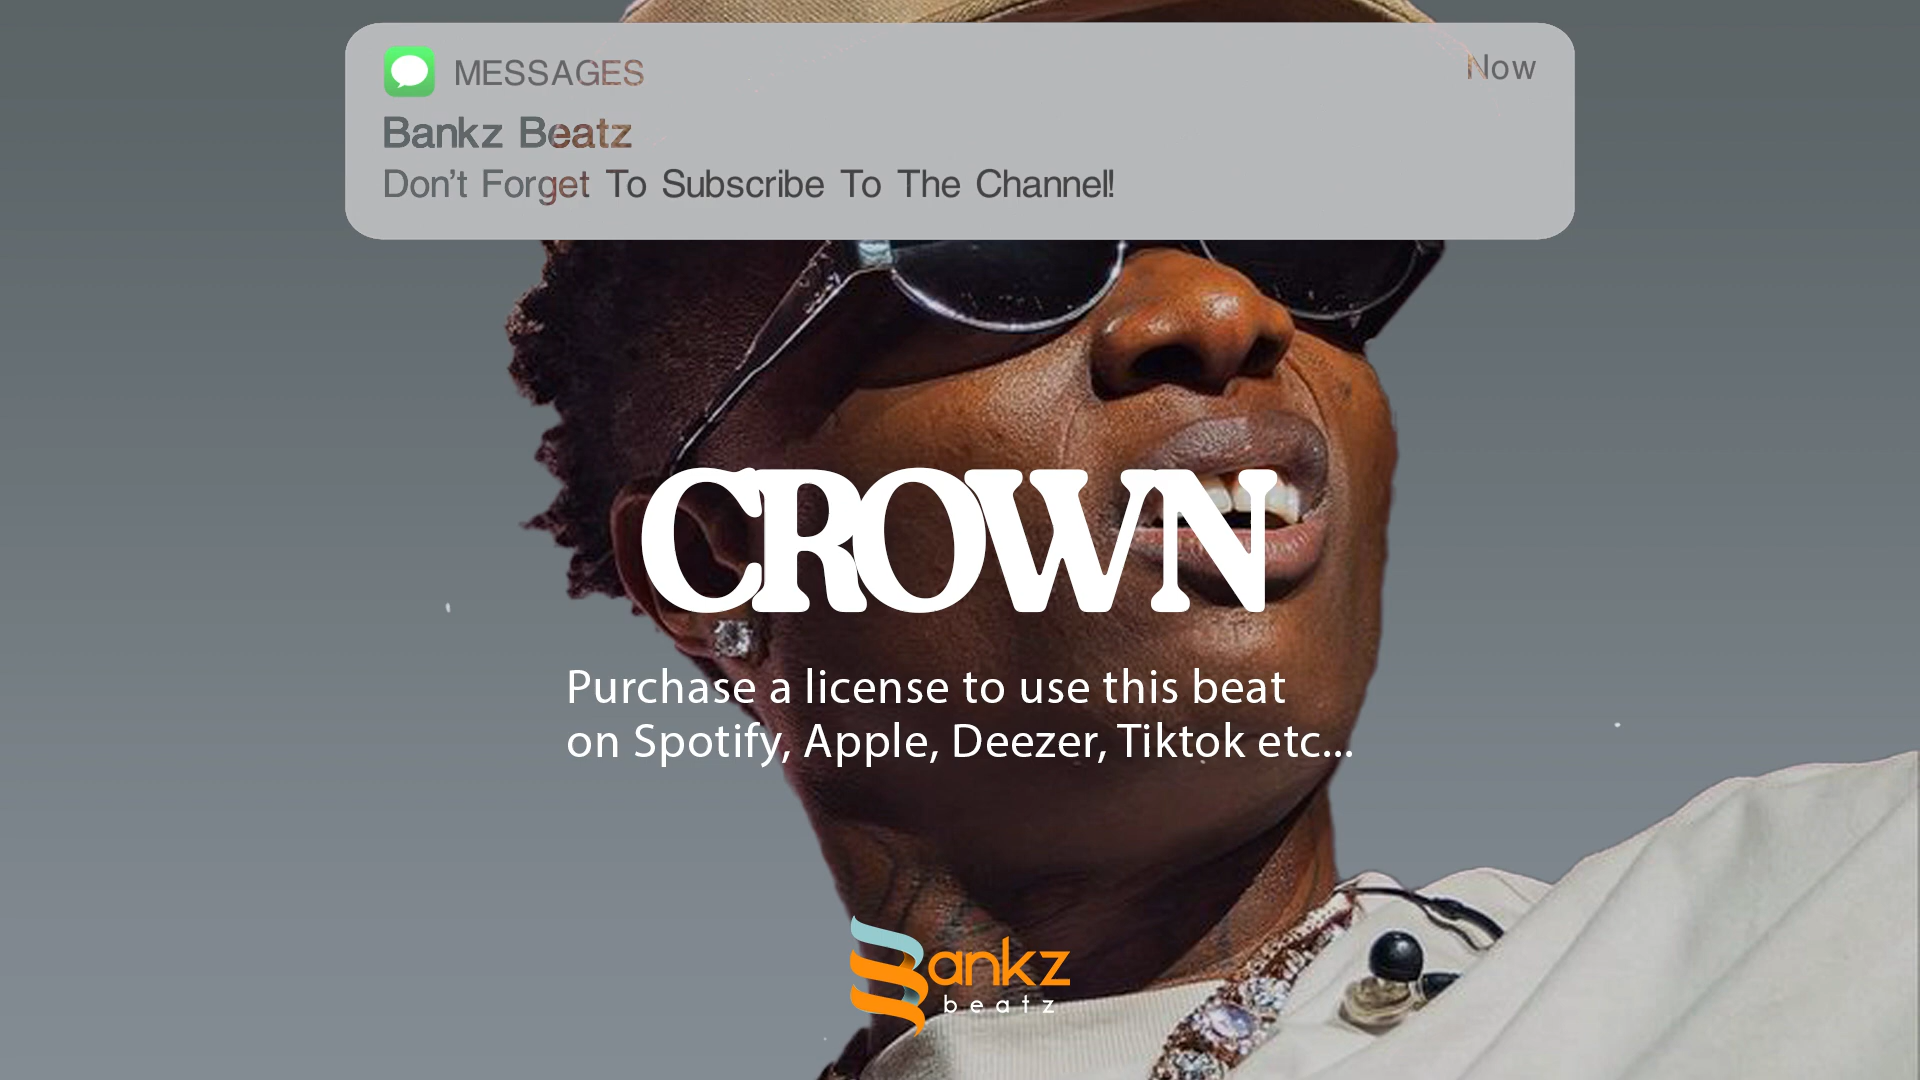 MESSAGES
Now
Bankz Beatz
Don't Forget To Subscribe To The Channel!
CROWN
Purchase a license to use this beat
on Spotify, Apple, Deezer, Tiktok etc...
Bankz
beatz